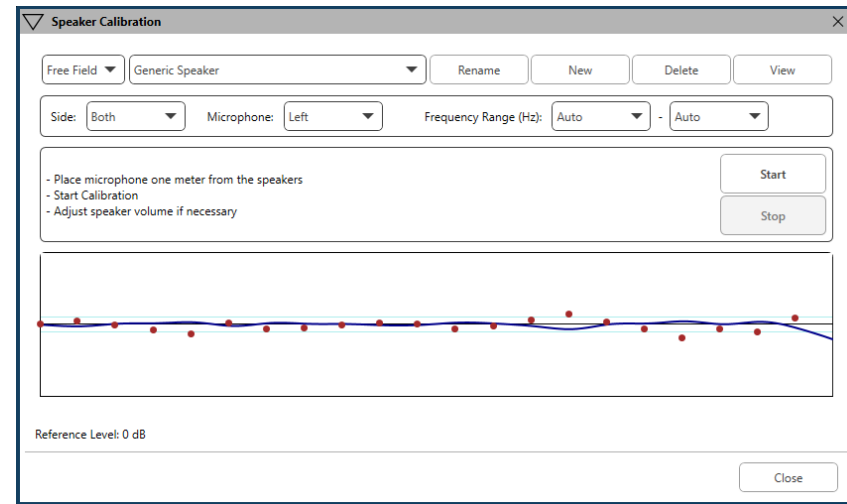 Speaker Calibration
Free Field Generic Speaker Rename New Delete View
Side: Both Microphone: Left Frequency Range (Hz): Auto - Auto
- Place microphone one meter from the speakers
- Start Calibration
- Adjust speaker volume if necessary
Start
Stop
Reference Level: 0 dB
Close